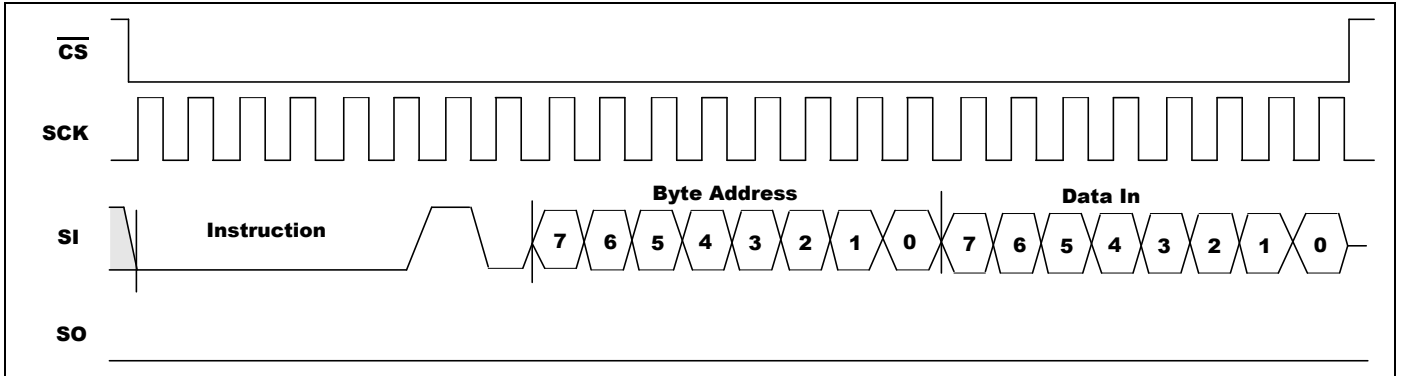 CS
SCK
Byte Address
Data In
Instruction
SI
7 6 5 4 3 2 1 0 7 6 5 4 3 2 1 0
SO